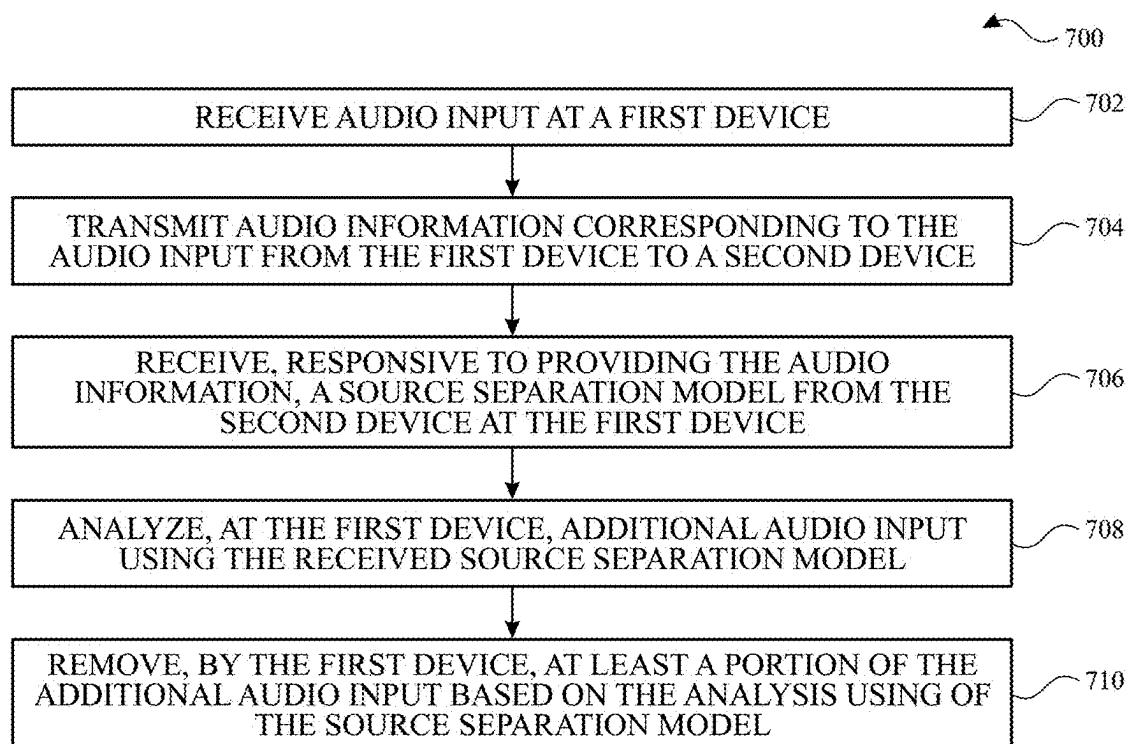 700
RECEIVE AUDIO INPUT AT A FIRST DEVICE
702
TRANSMIT AUDIO INFORMATION CORRESPONDING TO THE
AUDIO INPUT FROM THE FIRST DEVICE TO A SECOND DEVICE
704
RECEIVE, RESPONSIVE TO PROVIDING THE AUDIO
INFORMATION, A SOURCE SEPARATION MODEL FROM THE
SECOND DEVICE AT THE FIRST DEVICE
706
ANALYZE, AT THE FIRST DEVICE, ADDITIONAL AUDIO INPUT
USING THE RECEIVED SOURCE SEPARATION MODEL
708
REMOVE, BY THE FIRST DEVICE, AT LEAST A PORTION OF THE
ADDITIONAL AUDIO INPUT BASED ON THE ANALYSIS USING OF
THE SOURCE SEPARATION MODEL
710